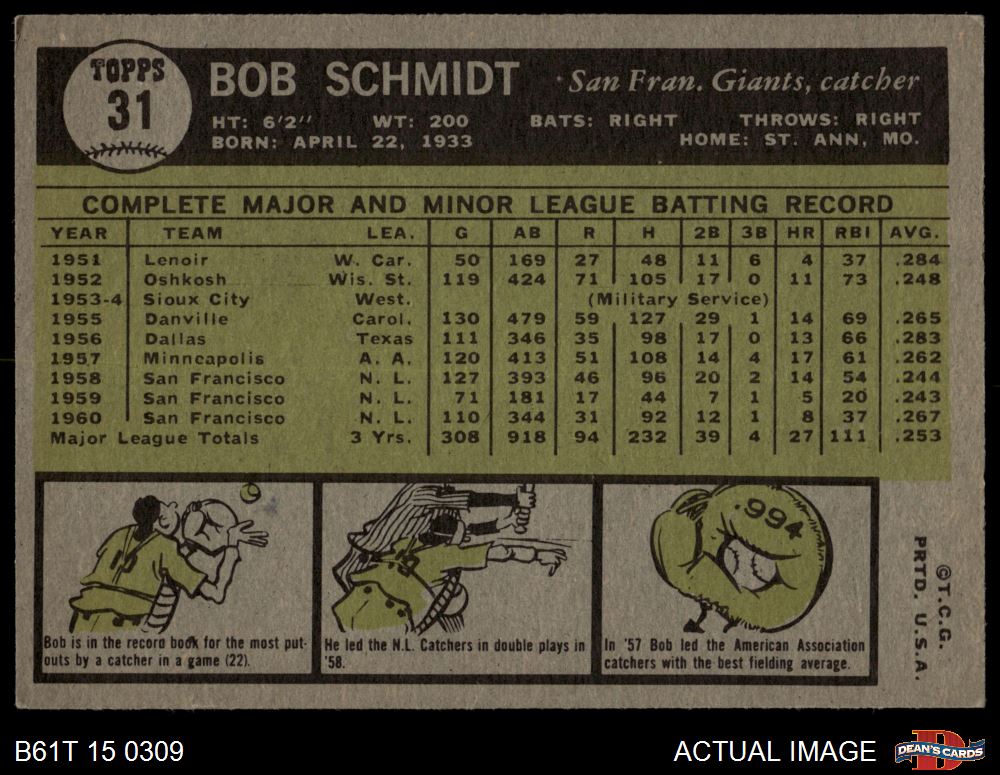 TOPPS
31
BOB SCHMIDT
San Fran. Giants, catcher
HT: 6'2" WT: 200 BATS: RIGHT THROWS: RIGHT
BORN: APRIL 22, 1933 HOME: ST. ANN, MO.
COMPLETE MAJOR AND MINOR LEAGUE BATTING RECORD
YEAR TEAM LEA. G AB R H 2B 3B HR RBI AVG.
1951 Lenoir W. Car. 50 169 27 48 11 6 4 37 .284
1952 Oshkosh Wis. St. 119 424 71 105 17 0 11 73 .248
1953-4 Sioux City West. (Military Service)
1955 Danville Carol. 130 479 59 127 29 1 14 69 .265
1956 Dallas Texas 111 346 35 98 17 0 13 66 .283
1957 Minneapolis A. A. 120 413 51 108 14 4 17 61 .262
1958 San Francisco N. L. 127 393 46 96 20 2 14 54 .244
1959 San Francisco N. L. 71 181 17 44 7 1 5 20 .243
1960 San Francisco N. L. 110 344 31 92 12 1 8 37 .267
Major League Totals 3 Yrs. 308 918 94 232 39 4 27 111 .253
.994
Bob is in the record book for the most put-
outs by a catcher in a game (22).
He led the N.L. Catchers in double plays in
'58.
In '57 Bob led the American Association
catchers with the best fielding average.
©T.C.G.
PRTD. U.S.A.
B61T 15 0309
ACTUAL IMAGE
D
DEAN'S CARDS